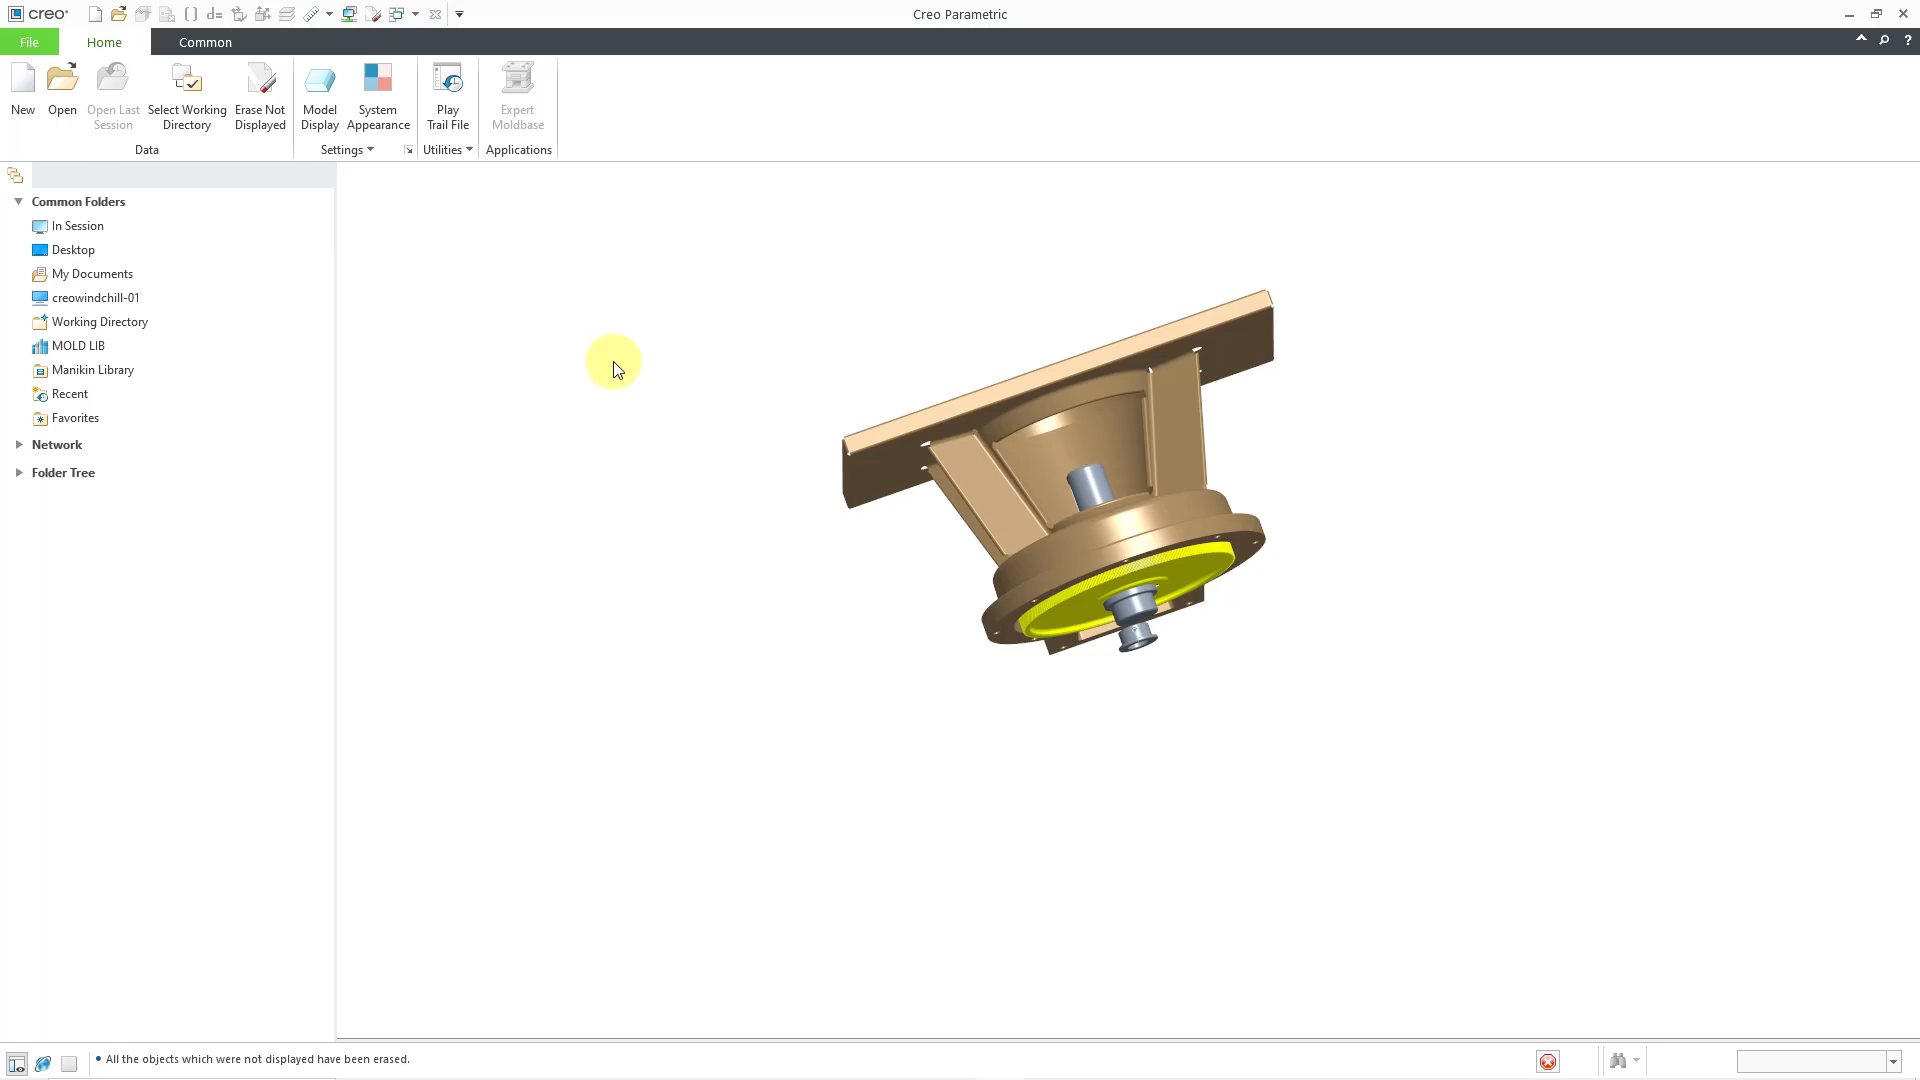 creo
d=
Creo Parametric
File
Home
Common
?
New
Open
Open Last
Session
Select Working
Directory
Erase Not
Displayed
Model
Display
System
Appearance
Play
Trail File
Expert
Moldbase
Data
Settings
Utilities
Applications
Common Folders
In Session
Desktop
My Documents
creowindchill-01
Working Directory
MOLD LIB
Manikin Library
Recent
Favorites
Network
Folder Tree
• All the objects which were not displayed have been erased.